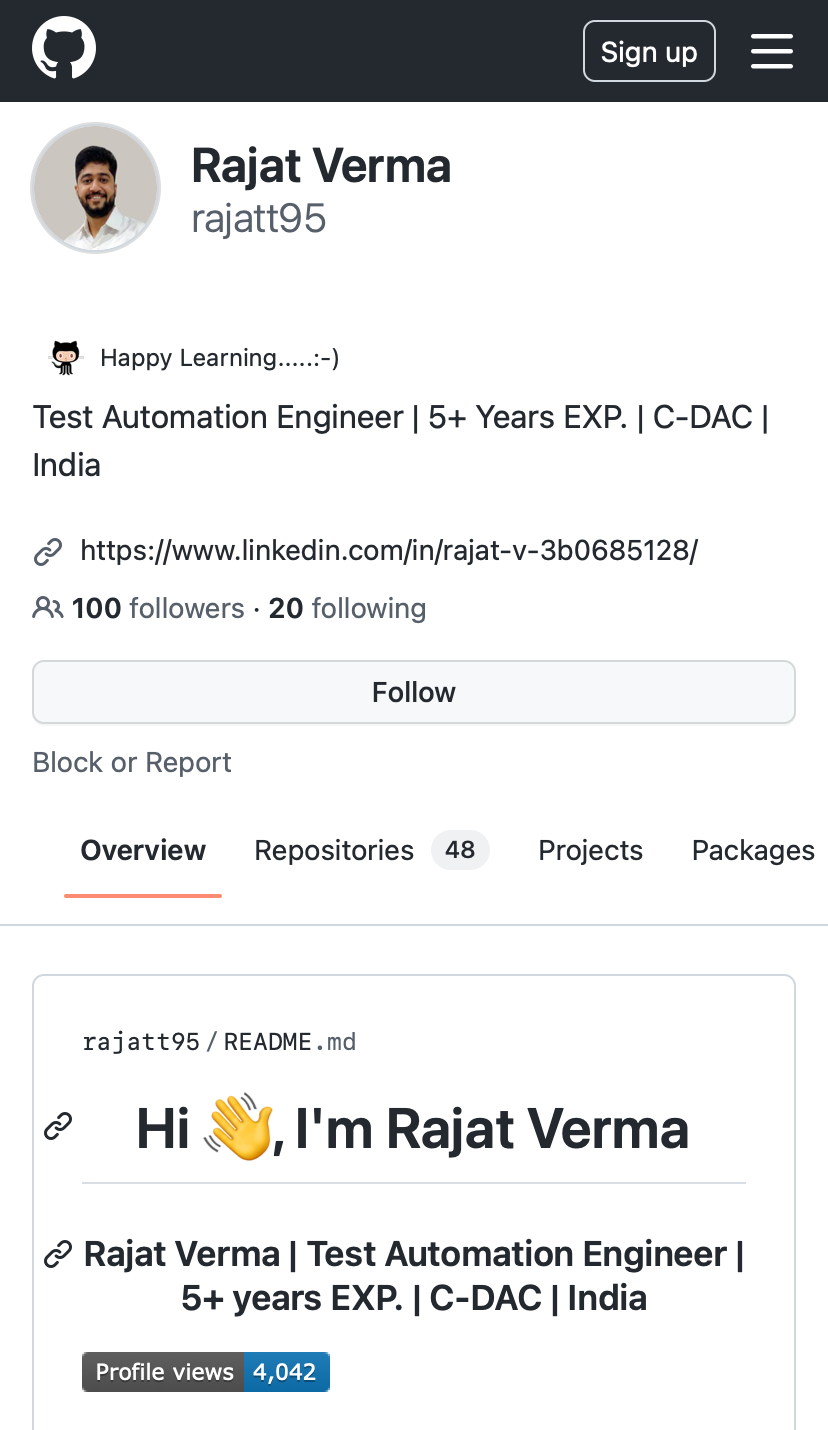 Sign up
Rajat Verma
rajatt95
Happy Learning.....:-)
Test Automation Engineer | 5+ Years EXP. | C-DAC |
India
https://www.linkedin.com/in/rajat-v-3b0685128/
100 followers · 20 following
Follow
Block or Report
Overview Repositories 48 Projects Packages
rajatt95/README.md
Hi 👋, I'm Rajat Verma
Rajat Verma | Test Automation Engineer |
5+ years EXP. | C-DAC | India
Profile views 4,042